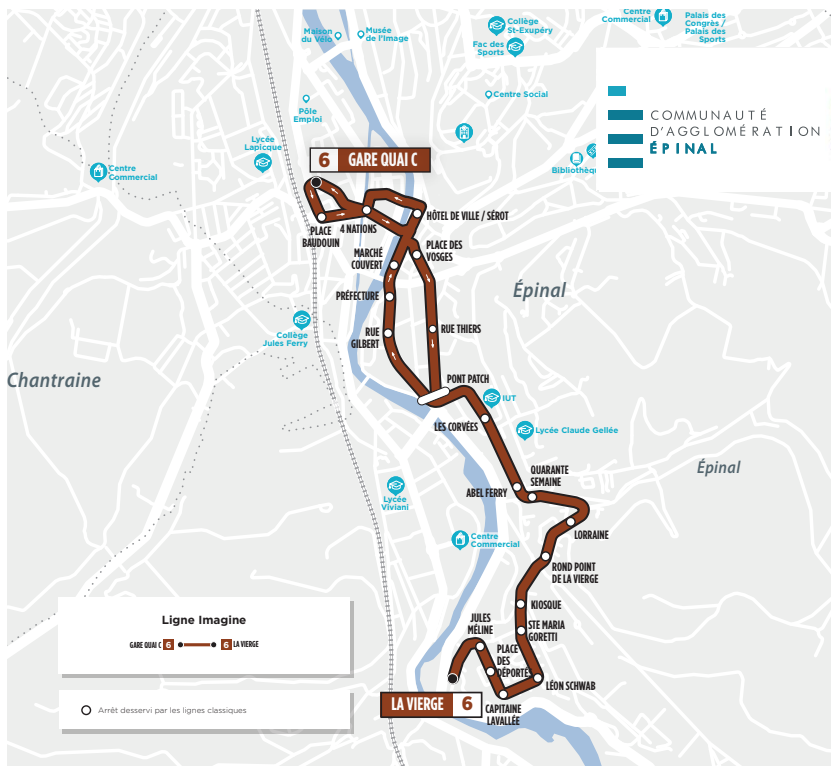 Collège
St-Exupéry
Fac des
Sports
Centre
Commercial
Palais des
Congrès /
Palais des
Sports
Maison
du Vélo
Musée
de l'Image
Centre Social
Pôle
Emploi
COMMUNAUTÉ
D'AGGLOMÉRATION
ÉPINAL
Lycée
Lapicque
Centre
Commercial
Bibliothèque
6 GARE QUAI C
PLACE
BAUDOUIN
4 NATIONS
HÔTEL DE VILLE / SÉROT
MARCHÉ
COUVERT
PLACE DES
VOSGES
PRÉFECTURE
Épinal
RUE
GILBERT
RUE THIERS
Collège
Jules Ferry
Chantraine
PONT PATCH
IUT
LES CORVÉES
Lycée Claude Gellée
Épinal
QUARANTE
SEMAINE
ABEL FERRY
Lycée
Viviani
LORRAINE
Centre
Commercial
ROND POINT
DE LA VIERGE
KIOSQUE
JULES
MÉLINE
STE MARIA
GORETTI
PLACE
DES
DÉPORTÉS
LÉON SCHWAB
CAPITAINE
LAVALLÉE
LA VIERGE 6
Ligne Imagine
GARE QUAI C 6 6 LA VIERGE
Arrêt desservi par les lignes classiques